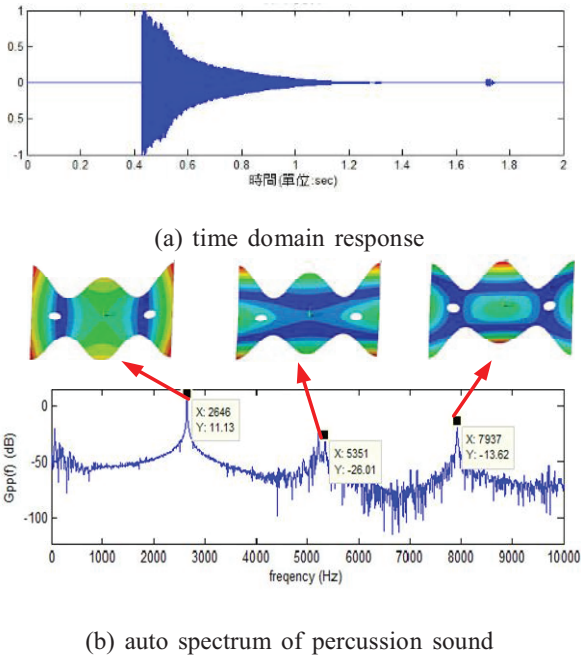 1
0.5
0
-0.5
-1
0 0.2 0.4 0.6 0.8 1 1.2 1.4 1.6 1.8 2
時間(單位:sec)
(a) time domain response
X: 2646
Y: 11.13
X: 5351
Y: -26.01
X: 7937
Y: -13.62
0
-50
-100
Gpp(f) (dB)
0 1000 2000 3000 4000 5000 6000 7000 8000 9000 10000
freqency (Hz)
(b) auto spectrum of percussion sound